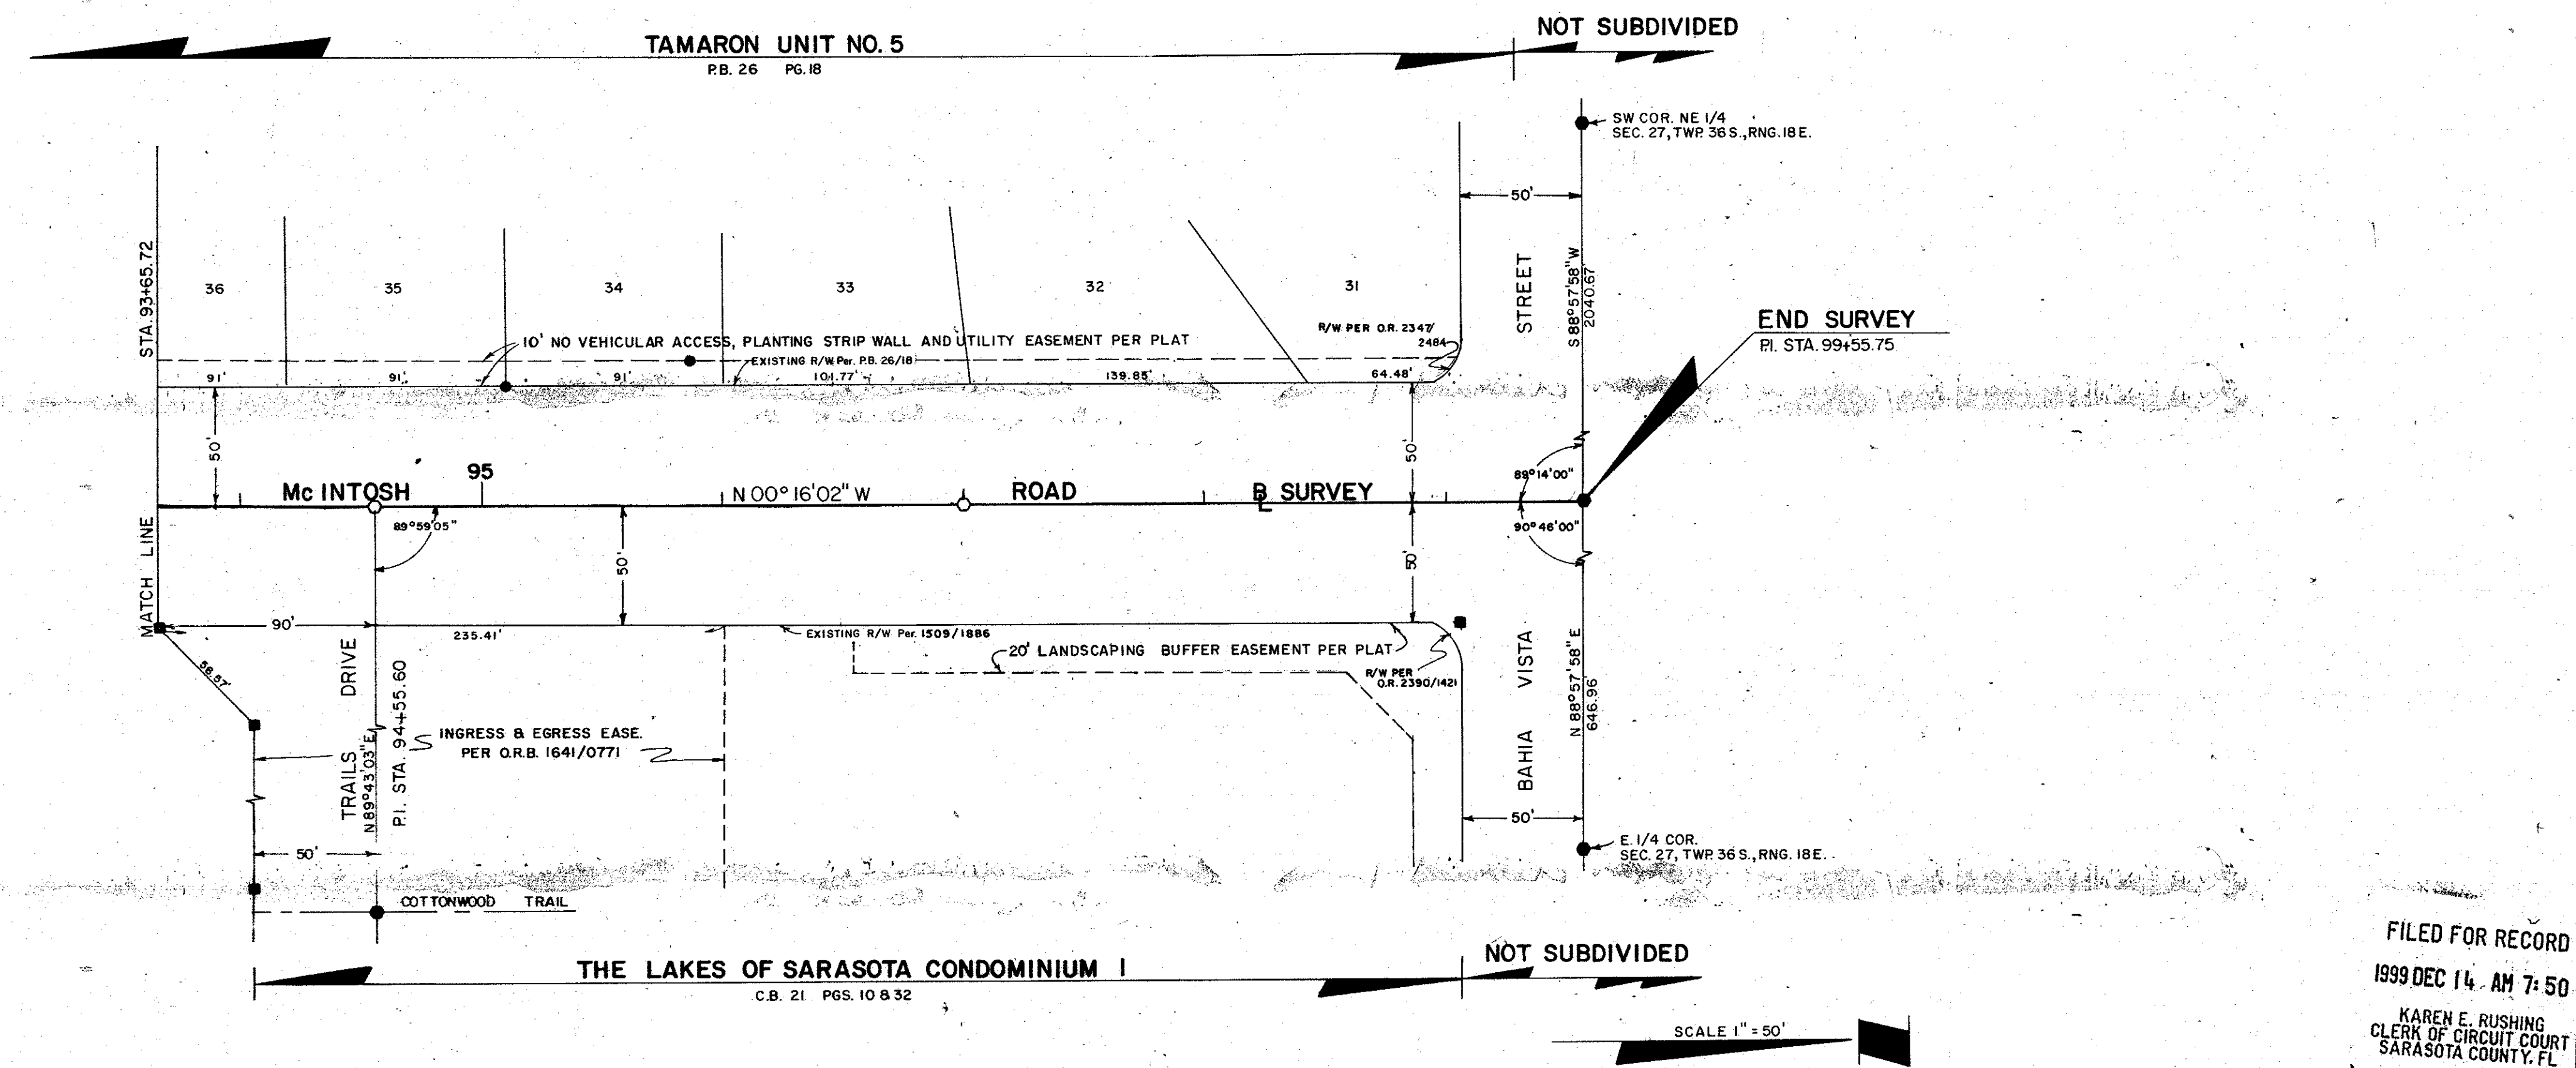 TAMARON UNIT NO. 5
P.B. 26 PG. 18
NOT SUBDIVIDED
SW COR. NE 1/4
SEC. 27, TWP. 36 S., RNG. 18 E.
50'
STA. 93+65.72
36
35
34
33
32
31
STREET
S 88°57'58" W
2040.67'
R/W PER O.R. 2347/
2484
10' NO VEHICULAR ACCESS, PLANTING STRIP WALL AND UTILITY EASEMENT PER PLAT
EXISTING R/W Per. P.B. 26/18
91'
91'
91'
101.77'
139.85'
64.48'
END SURVEY
P.I. STA. 99+55.75
50'
50'
89°14'00"
Mc INTOSH
95
N 00°16'02" W
ROAD
B SURVEY
L
89°59'05"
90°46'00"
MATCH LINE
50'
50'
90'
235.41'
EXISTING R/W Per. 1509/1886
20' LANDSCAPING BUFFER EASEMENT PER PLAT
R/W PER
O.R. 2390/1421
58.57'
TRAILS DRIVE
N 89°43'03" E
P.I. STA. 94+55.60
INGRESS & EGRESS EASE.
PER O.R.B. 1641/0771
BAHIA VISTA
N 88°57'58" E
646.96'
50'
50'
E. 1/4 COR.
SEC. 27, TWP. 36 S., RNG. 18 E.
COTTONWOOD TRAIL
THE LAKES OF SARASOTA CONDOMINIUM I
C.B. 21 PGS. 10 & 32
NOT SUBDIVIDED
SCALE 1" = 50'
FILED FOR RECORD
1999 DEC 14 AM 7:50
KAREN E. RUSHING
CLERK OF CIRCUIT COURT
SARASOTA COUNTY, FL